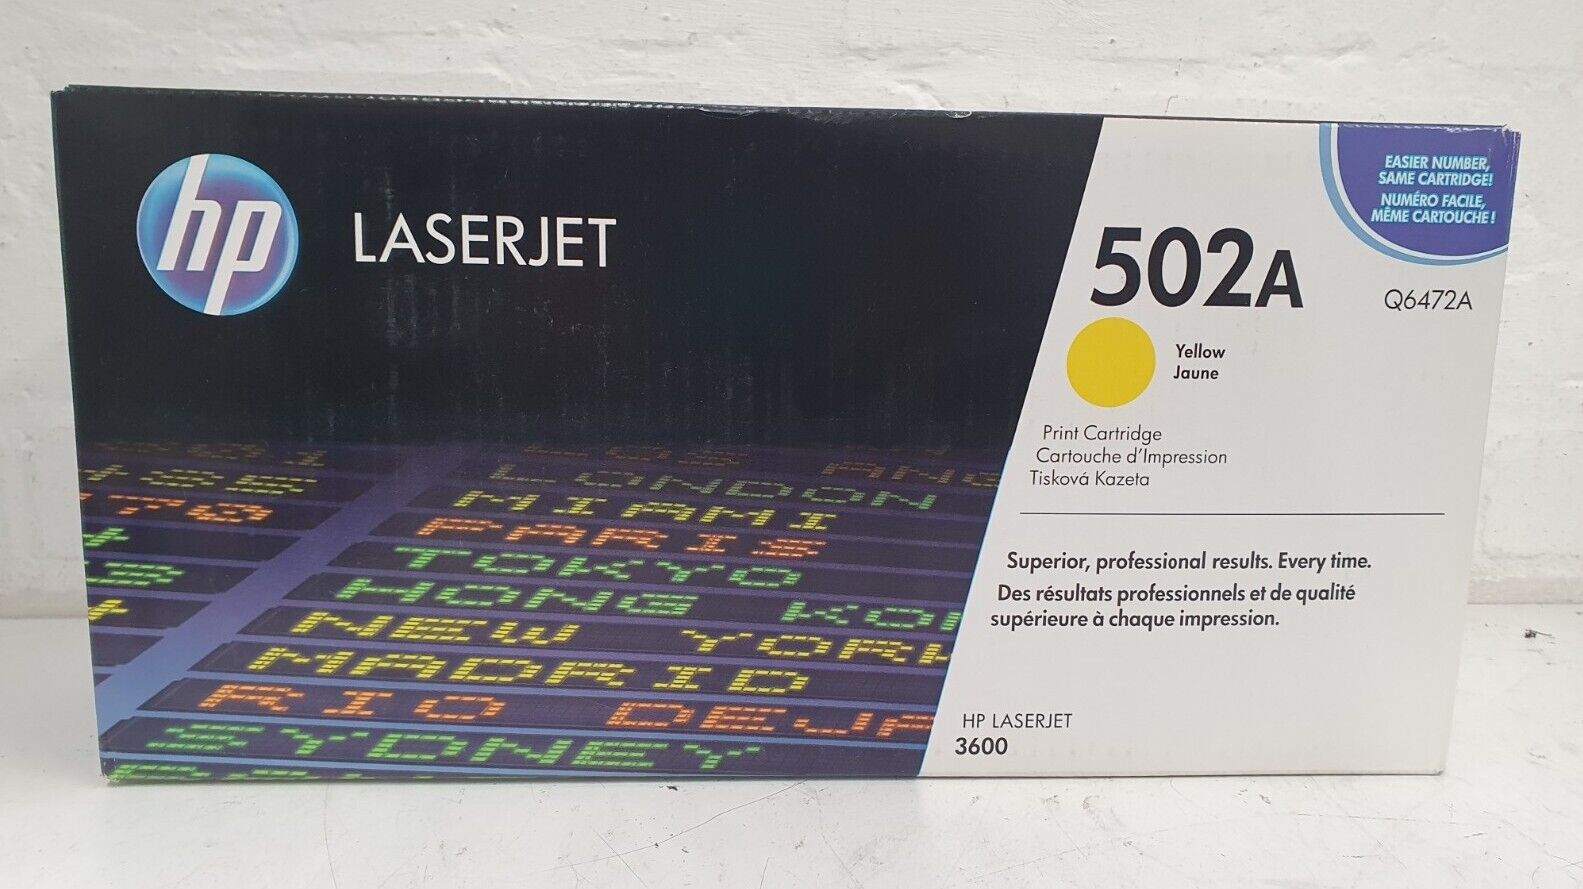 hp
LASERJET
EASIER NUMBER,
SAME CARTRIDGE!
NUMÉRO FACILE,
MÊME CARTOUCHE!
502A
Q6472A
Yellow
Jaune
Print Cartridge
Cartouche d'Impression
Tisková Kazeta
Superior, professional results. Every time.
Des résultats professionnels et de qualité
supérieure à chaque impression.
HP LASERJET
3600
LONDON
MIAMI
PARIS
TOKYO
HONG KO
NEW YORK
MADRID
RIO DEJA
SYDNEY